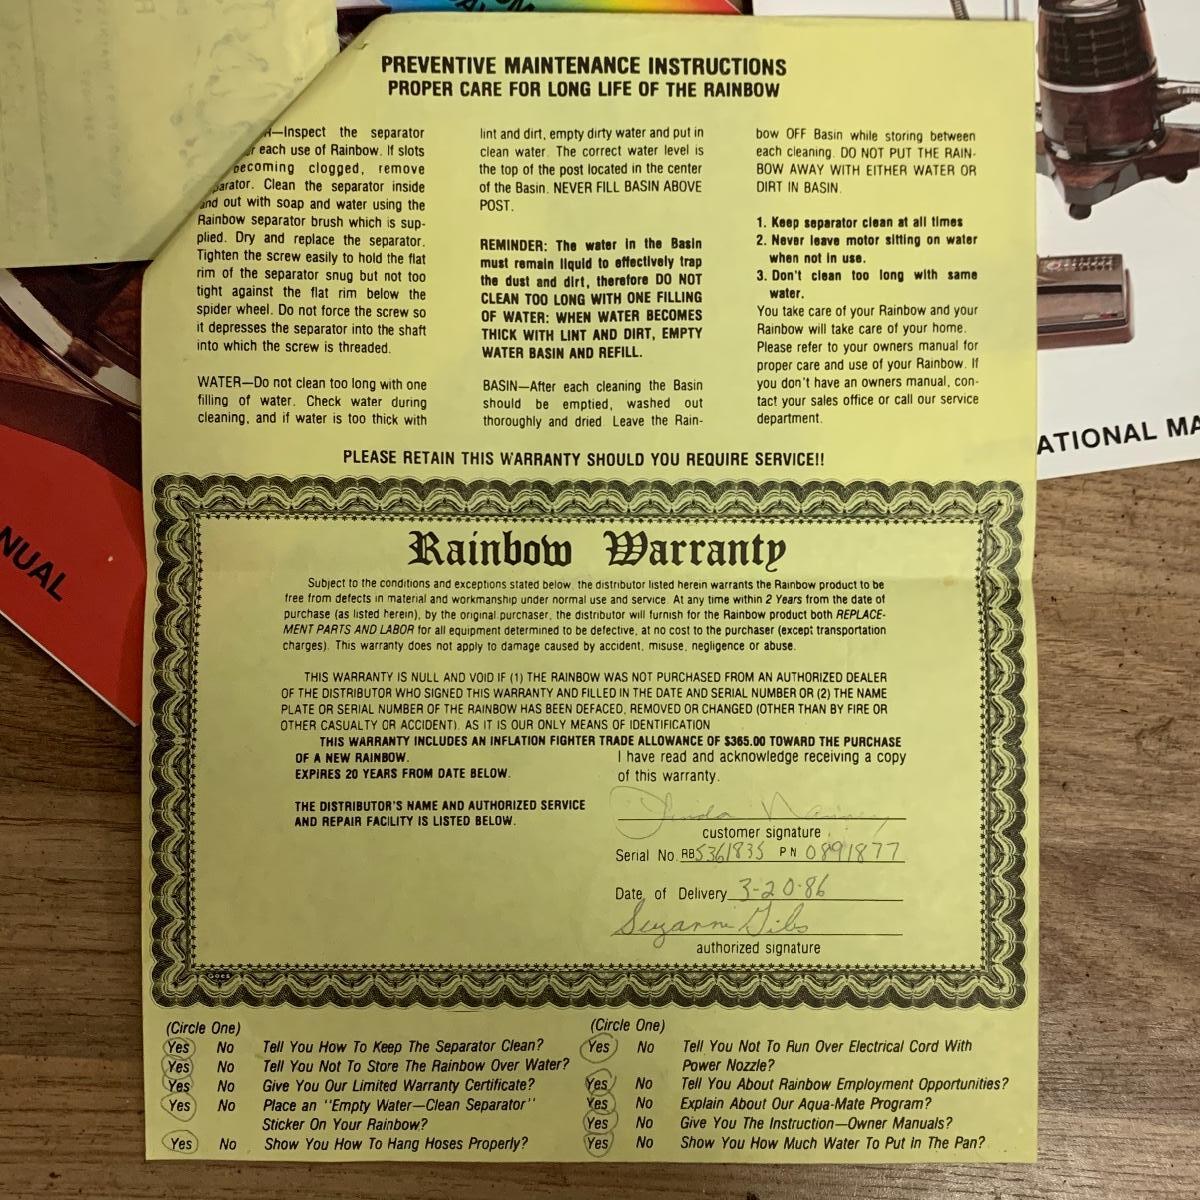 PREVENTIVE MAINTENANCE INSTRUCTIONS
PROPER CARE FOR LONG LIFE OF THE RAINBOW
—Inspect the separator
each use of Rainbow. If slots
becoming clogged, remove
Clean the separator inside
and out with soap and water using the
Rainbow separator brush which is sup-
plied. Dry and replace the separator.
Tighten the screw easily to hold the flat
rim of the separator snug but not too
tight against the flat rim below the
spider wheel. Do not force the screw so
it depresses the separator into the shaft
into which the screw is threaded.
WATER—Do not clean too long with one
filling of water. Check water during
cleaning, and if water is too thick with
lint and dirt, empty dirty water and put in
clean water. The correct water level is
the top of the post located in the center
of the Basin. NEVER FILL BASIN ABOVE
POST.
REMINDER: The water in the Basin
must remain liquid to effectively trap
the dust and dirt, therefore DO NOT
CLEAN TOO LONG WITH ONE FILLING
OF WATER: WHEN WATER BECOMES
THICK WITH LINT AND DIRT, EMPTY
WATER BASIN AND REFILL.
BASIN—After each cleaning the Basin
should be emptied, washed out
thoroughly and dried. Leave the Rain-
bow OFF Basin while storing between
each cleaning. DO NOT PUT THE RAIN-
BOW AWAY WITH EITHER WATER OR
DIRT IN BASIN.
1. Keep separator clean at all times
2. Never leave motor sitting on water
when not in use.
3. Don't clean too long with same
water.
You take care of your Rainbow and your
Rainbow will take care of your home.
Please refer to your owners manual for
proper care and use of your Rainbow. If
you don't have an owners manual, con-
tact your sales office or call our service
department.
PLEASE RETAIN THIS WARRANTY SHOULD YOU REQUIRE SERVICE!!
Rainbow Warranty
Subject to the conditions and exceptions stated below, the distributor listed herein warrants the Rainbow product to be
free from defects in material and workmanship under normal use and service. At any time within 2 Years from the date of
purchase (as listed herein), by the original purchaser, the distributor will furnish for the Rainbow product both REPLACE-
MENT PARTS AND LABOR for all equipment determined to be defective, at no cost to the purchaser (except transportation
charges). This warranty does not apply to damage caused by accident, misuse, negligence or abuse.
THIS WARRANTY IS NULL AND VOID IF (1) THE RAINBOW WAS NOT PURCHASED FROM AN AUTHORIZED DEALER
OF THE DISTRIBUTOR WHO SIGNED THIS WARRANTY AND FILLED IN THE DATE AND SERIAL NUMBER OR (2) THE NAME
PLATE OR SERIAL NUMBER OF THE RAINBOW HAS BEEN DEFACED, REMOVED OR CHANGED (OTHER THAN BY FIRE OR
OTHER CASUALTY OR ACCIDENT). AS IT IS OUR ONLY MEANS OF IDENTIFICATION
THIS WARRANTY INCLUDES AN INFLATION FIGHTER TRADE ALLOWANCE OF $365.00 TOWARD THE PURCHASE
OF A NEW RAINBOW.
EXPIRES 20 YEARS FROM DATE BELOW.
THE DISTRIBUTOR'S NAME AND AUTHORIZED SERVICE
AND REPAIR FACILITY IS LISTED BELOW.
I have read and acknowledge receiving a copy
of this warranty.
Linda
customer signature
Serial No. RB5361835 PN 0891877
Date of Delivery 3-20-86
authorized signature
GOES
(Circle One)
Yes No Tell You How To Keep The Separator Clean?
Yes No Tell You Not To Store The Rainbow Over Water?
Yes No Give You Our Limited Warranty Certificate?
Yes No Place an "Empty Water—Clean Separator"
Sticker On Your Rainbow?
Yes No Show You How To Hang Hoses Properly?
(Circle One)
Yes No Tell You Not To Run Over Electrical Cord With
Power Nozzle?
Yes No Tell You About Rainbow Employment Opportunities?
Yes No Explain About Our Aqua-Mate Program?
Yes No Give You The Instruction—Owner Manuals?
Yes No Show You How Much Water To Put In The Pan?
NUAL
ATIONAL MA